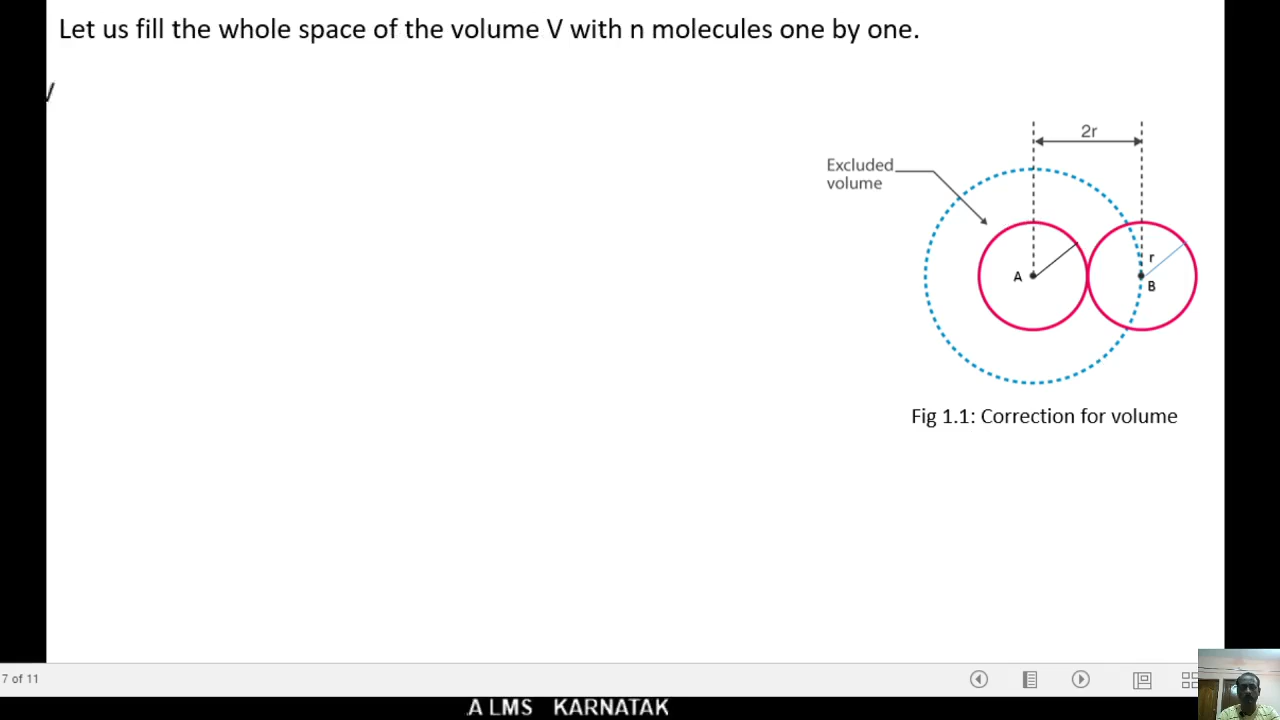 Let us fill the whole space of the volume V with n molecules one by one.
2r
Excluded
volume
r
A
B
Fig 1.1: Correction for volume
7 of 11
A LMS KARNATAK